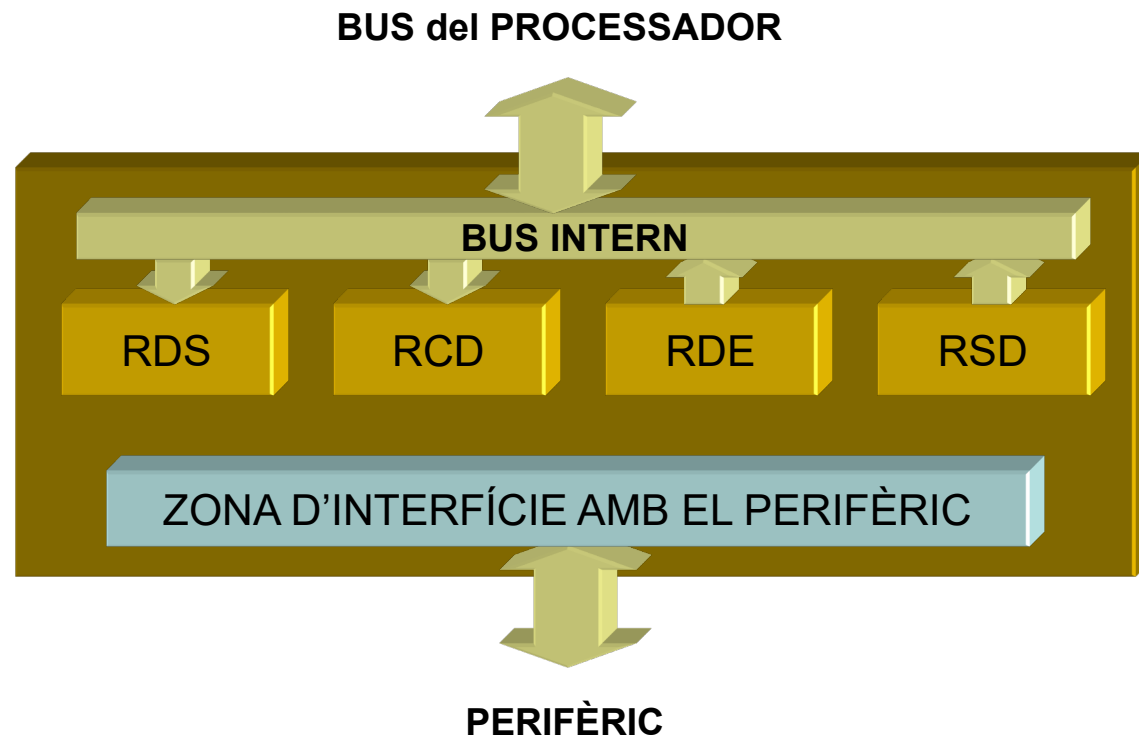 BUS del PROCESSADOR
BUS INTERN
RDS RCD RDE RSD
ZONA D’INTERFÍCIE AMB EL PERIFÈRIC
PERIFÈRIC